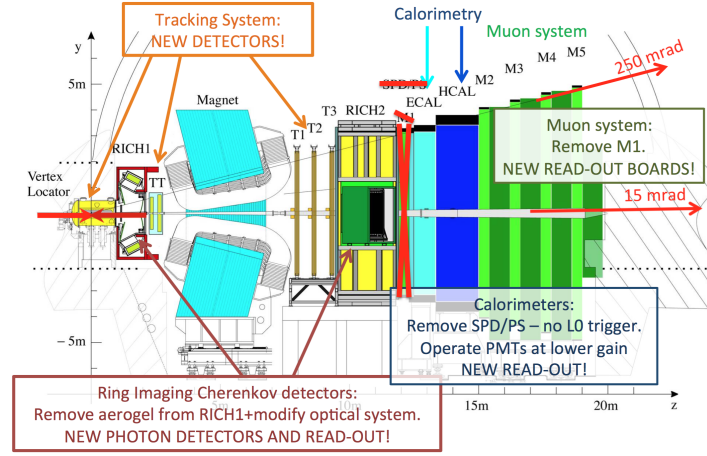 Tracking System:
NEW DETECTORS!
Calorimetry
Muon system
y
5m
Magnet
SPD/PS
ECAL
HCAL
M1
M2
M3
M4
M5
250 mrad
T1
T2
T3
RICH2
RICH1
TT
Vertex
Locator
Muon system:
Remove M1.
NEW READ-OUT BOARDS!
15 mrad
Calorimeters:
Remove SPD/PS – no L0 trigger.
Operate PMTs at lower gain
NEW READ-OUT!
−5m
Ring Imaging Cherenkov detectors:
Remove aerogel from RICH1+modify optical system.
NEW PHOTON DETECTORS AND READ-OUT!
5m
10m
15m
20m
z